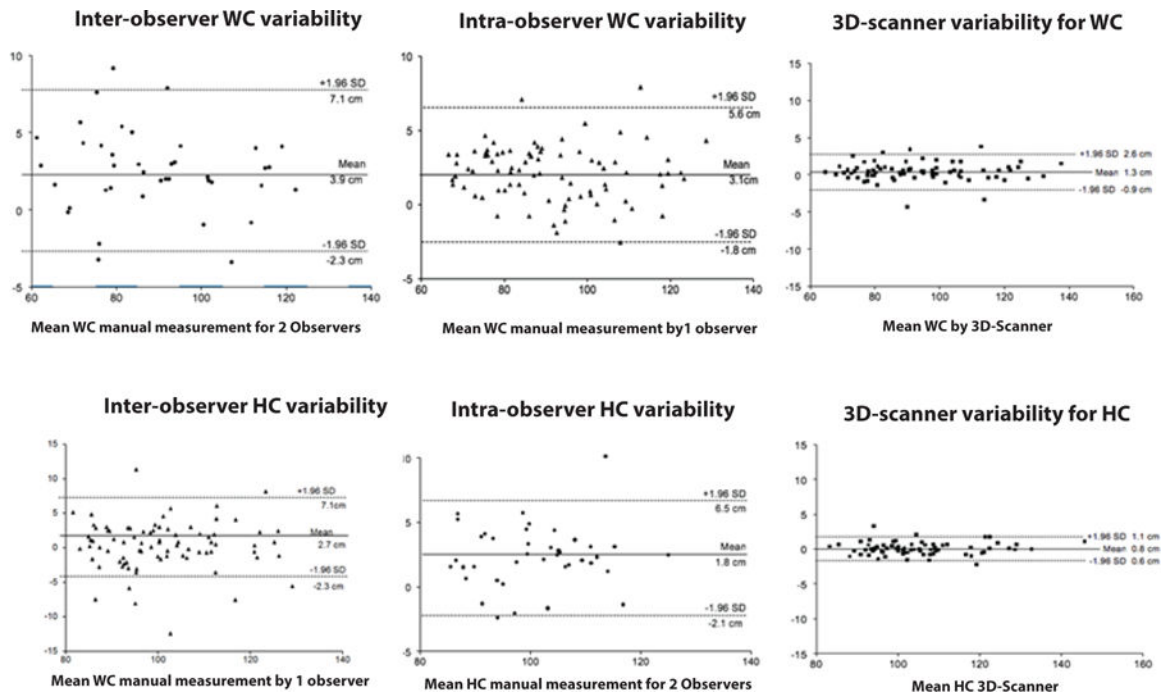 Inter-observer WC variability
10
5
0
-5
60 80 100 120 140
+1.96 SD
7.1 cm
Mean
3.9 cm
-1.96 SD
-2.3 cm
Mean WC manual measurement for 2 Observers
Intra-observer WC variability
10
5
0
-5
60 80 100 120 140
+1.96 SD
5.6 cm
Mean
3.1cm
-1.96 SD
-1.8 cm
Mean WC manual measurement by1 observer
3D-scanner variability for WC
15
10
5
0
-5
-10
-15
60 80 100 120 140 160
+1.96 SD 2.6 cm
Mean 1.3 cm
-1.96 SD -0.9 cm
Mean WC by 3D-Scanner
Inter-observer HC variability
15
10
5
0
-5
-10
-15
80 100 120 140
+1.96 SD
7.1cm
Mean
2.7 cm
-1.96 SD
-2.3 cm
Mean WC manual measurement by 1 observer
Intra-observer HC variability
10
5
0
-5
100 120 140
+1.96 SD
6.5 cm
Mean
1.8 cm
-1.96 SD
-2.1 cm
Mean HC manual measurement for 2 Observers
3D-scanner variability for HC
15
10
5
0
-5
-10
-15
80 100 120 140 160
+1.96 SD 1.1 cm
Mean 0.8 cm
-1.96 SD 0.6 cm
Mean HC 3D-Scanner